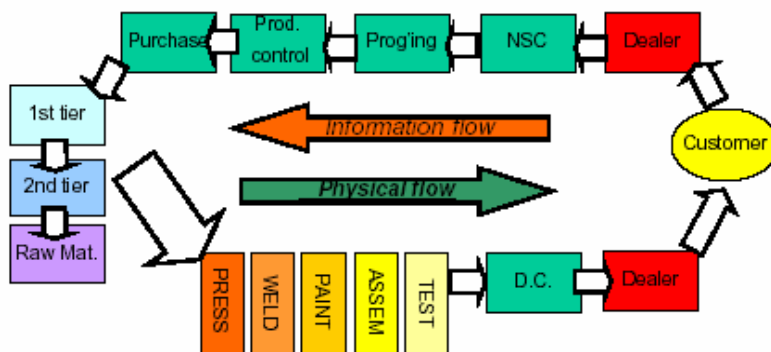 Purchase
Prod.
control
Prog'ing
NSC
Dealer
1st tier
Information flow
Customer
2nd tier
Physical flow
Raw Mat.
PRESS
WELD
PAINT
ASSEM
TEST
D.C.
Dealer